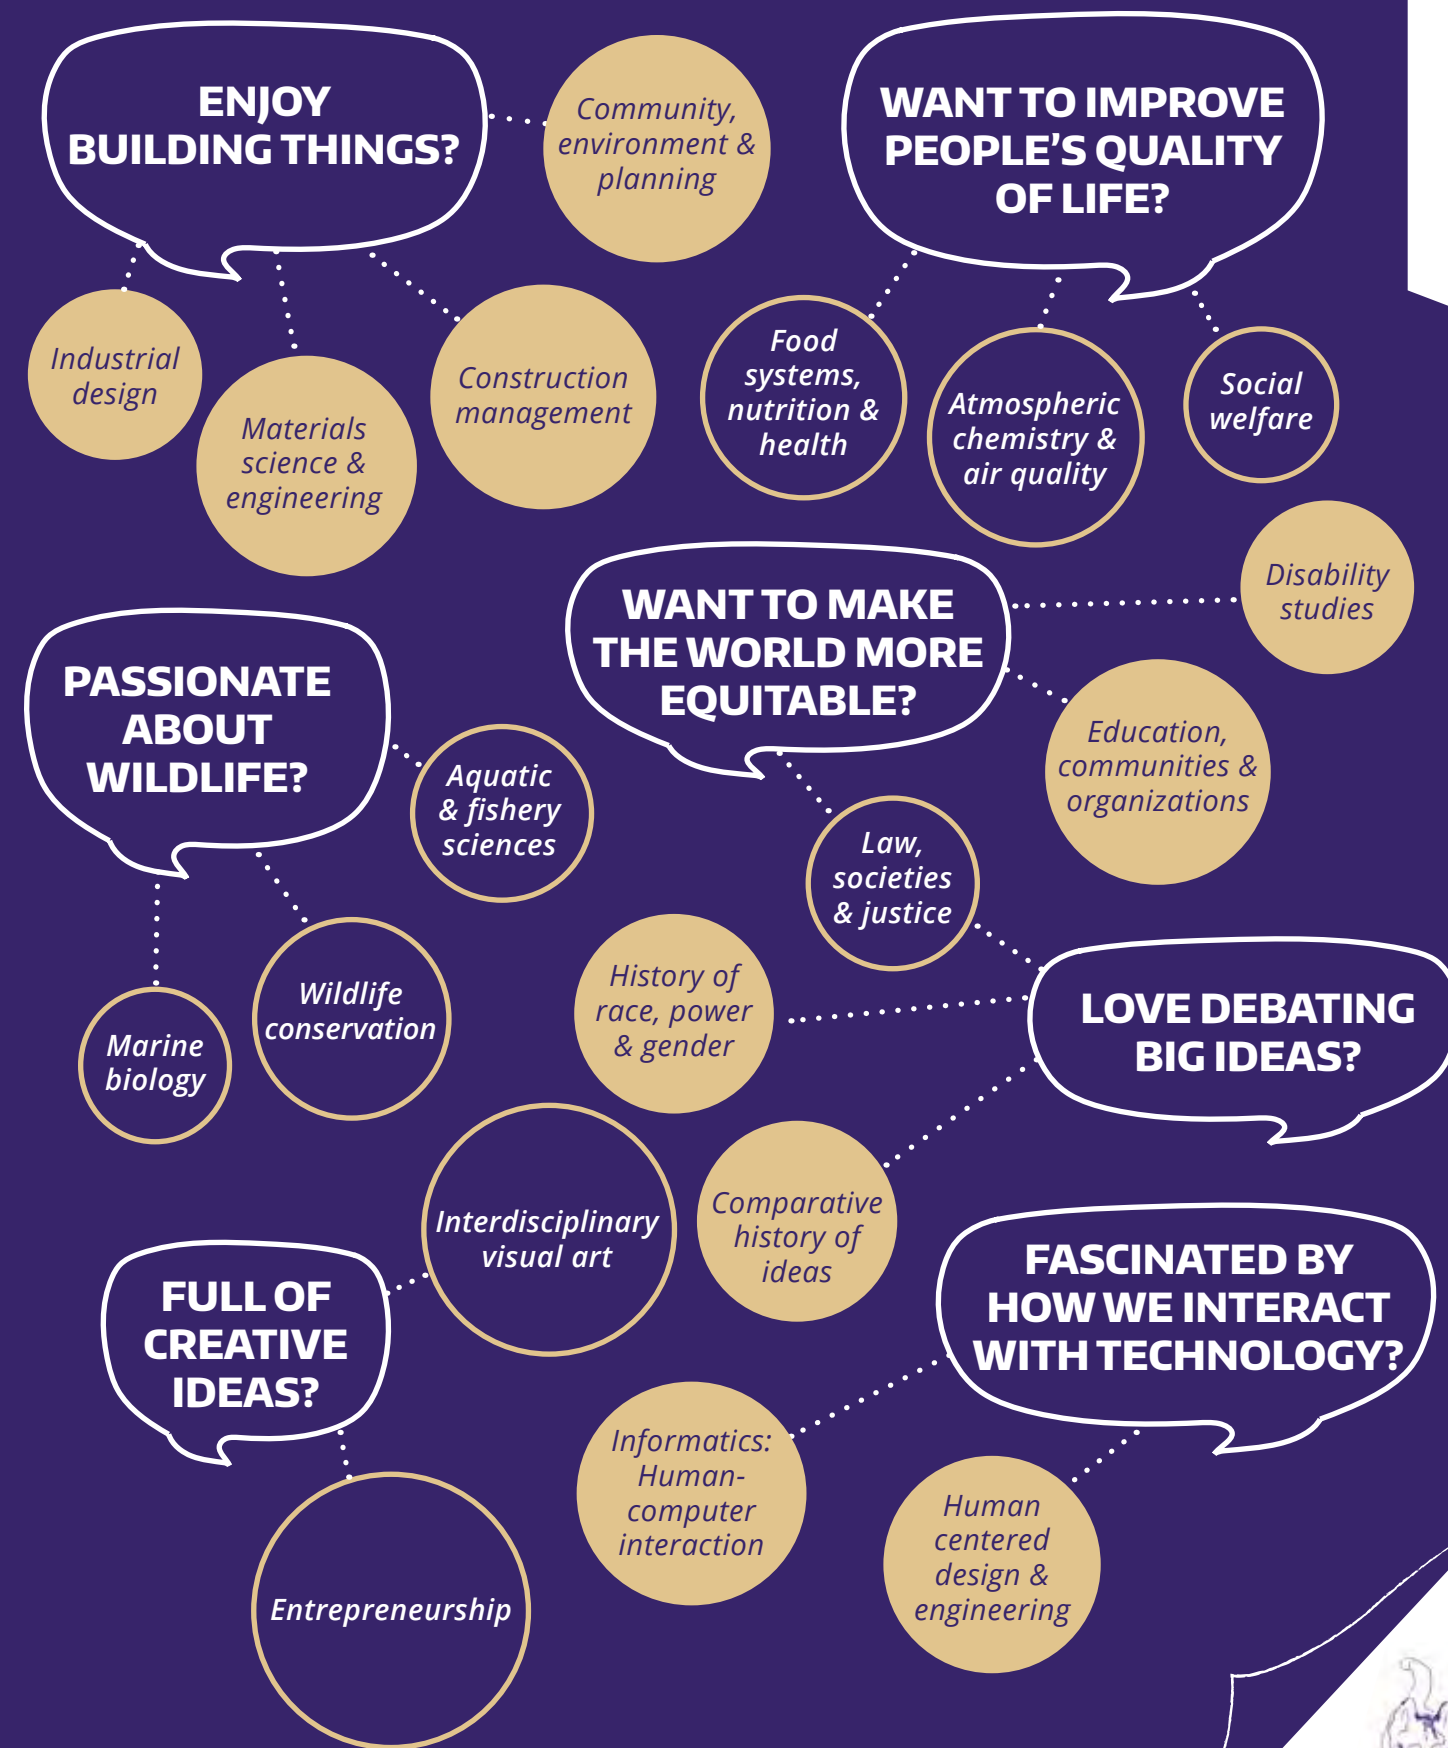 ENJOY
BUILDING THINGS?
Community,
environment &
planning
Industrial
design
Materials
science &
engineering
Construction
management
WANT TO IMPROVE
PEOPLE’S QUALITY
OF LIFE?
Food
systems,
nutrition &
health
Atmospheric
chemistry &
air quality
Social
welfare
WANT TO MAKE
THE WORLD MORE
EQUITABLE?
Disability
studies
Education,
communities &
organizations
Law,
societies
& justice
PASSIONATE
ABOUT
WILDLIFE?
Aquatic
& fishery
sciences
Wildlife
conservation
Marine
biology
LOVE DEBATING
BIG IDEAS?
History of
race, power
& gender
Comparative
history of
ideas
FULL OF
CREATIVE
IDEAS?
Interdisciplinary
visual art
Entrepreneurship
FASCINATED BY
HOW WE INTERACT
WITH TECHNOLOGY?
Informatics:
Human-
computer
interaction
Human
centered
design &
engineering